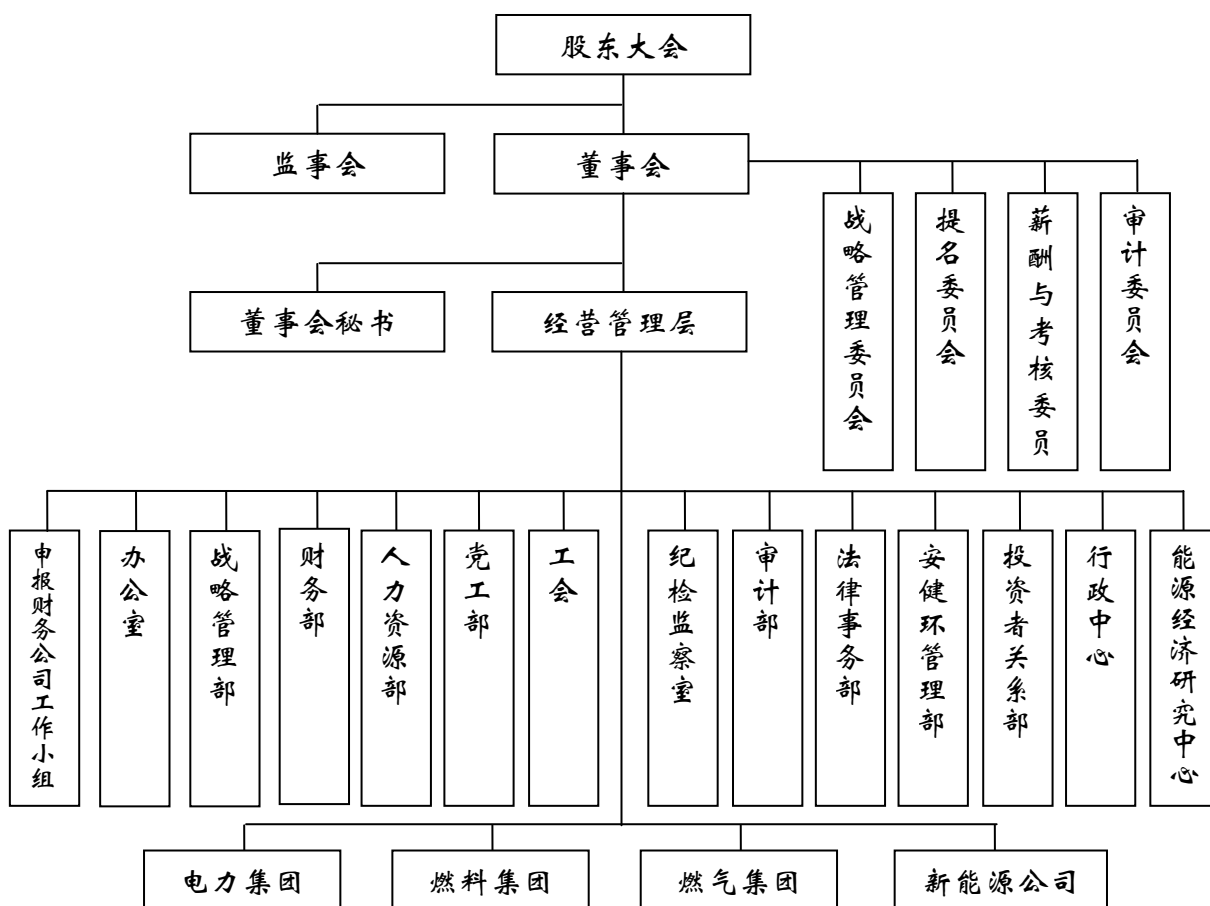 股东大会
监事会
董事会
战略管理委员会
提名委员会
薪酬与考核委员
审计委员会
董事会秘书
经营管理层
申报财务公司工作小组
办公室
战略管理部
财务部
人力资源部
党工部
工会
纪检监察室
审计部
法律事务部
安健环管理部
投资者关系部
行政中心
能源经济研究中心
电力集团
燃料集团
燃气集团
新能源公司